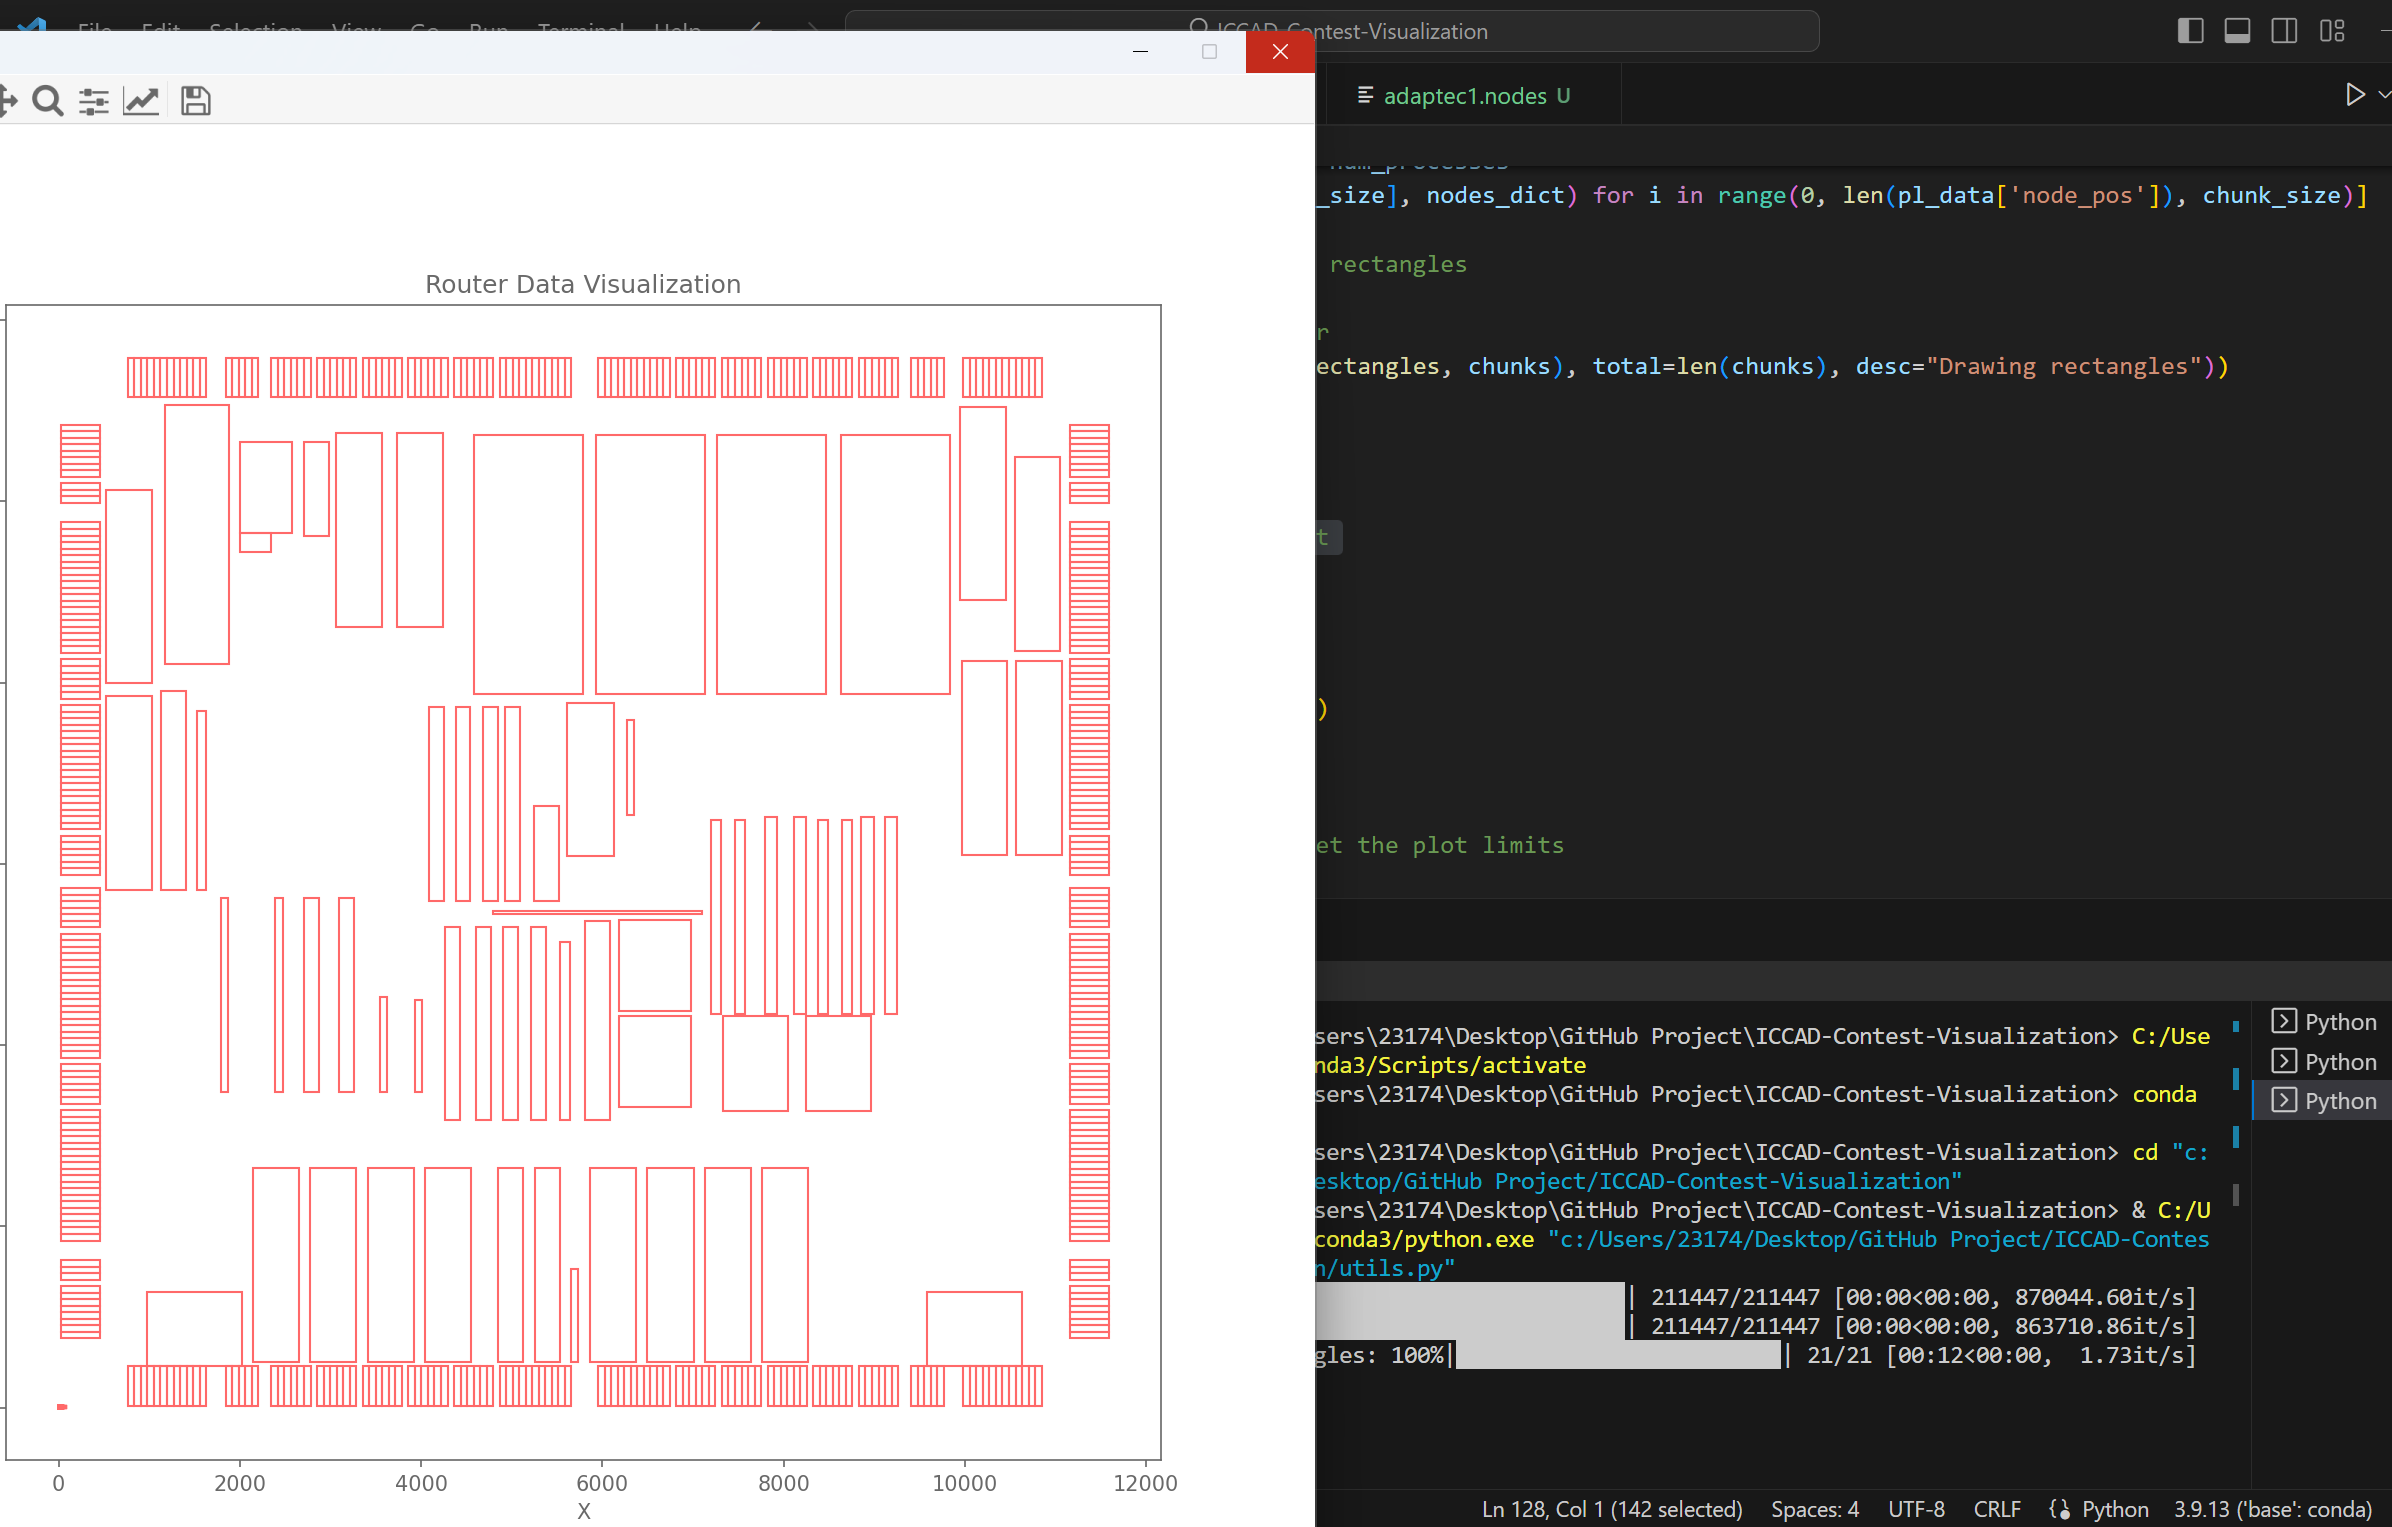 File Edit Selection View Go Run Terminal Help
ICCAD-Contest-Visualization
adaptec1.nodes U
Router Data Visualization
0
2000
4000
6000
8000
10000
12000
X
num_processes
_size], nodes_dict) for i in range(0, len(pl_data['node_pos']), chunk_size)]
rectangles
r
ectangles, chunks), total=len(chunks), desc="Drawing rectangles"))
t
)
et the plot limits
sers\23174\Desktop\GitHub Project\ICCAD-Contest-Visualization> C:/Use
nda3/Scripts/activate
sers\23174\Desktop\GitHub Project\ICCAD-Contest-Visualization> conda
sers\23174\Desktop\GitHub Project\ICCAD-Contest-Visualization> cd "c:
esktop/GitHub Project/ICCAD-Contest-Visualization"
sers\23174\Desktop\GitHub Project\ICCAD-Contest-Visualization> & C:/U
conda3/python.exe "c:/Users/23174/Desktop/GitHub Project/ICCAD-Contes
n/utils.py"
| 211447/211447 [00:00<00:00, 870044.60it/s]
| 211447/211447 [00:00<00:00, 863710.86it/s]
gles: 100%| | 21/21 [00:12<00:00, 1.73it/s]
Python
Python
Python
Ln 128, Col 1 (142 selected) Spaces: 4 UTF-8 CRLF Python 3.9.13 ('base': conda)